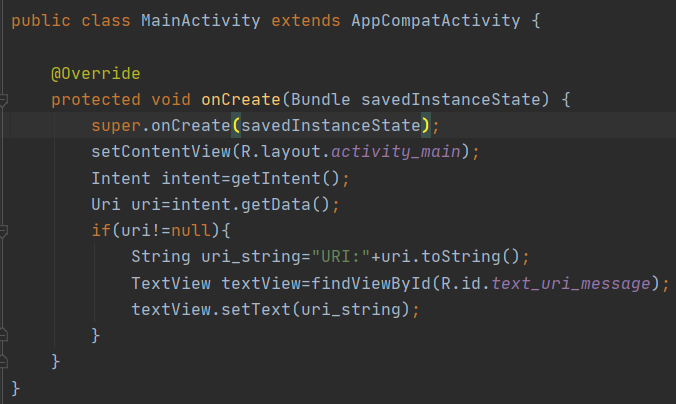 public class MainActivity extends AppCompatActivity {
@Override
protected void onCreate(Bundle savedInstanceState) {
super.onCreate(savedInstanceState);
setContentView(R.layout.activity_main);
Intent intent=getIntent();
Uri uri=intent.getData();
if(uri!=null){
String uri_string="URI:"+uri.toString();
TextView textView=findViewById(R.id.text_uri_message);
textView.setText(uri_string);
}
}
}